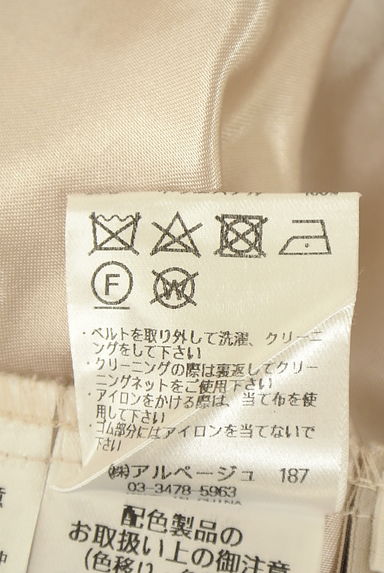 100%
F
W
・ベルトを取り外して洗濯、クリーニ
ングをして下さい
・クリーニングの際は裏返してクリー
ニングネットをご使用下さい
・アイロンをかける際は、当て布を使
用して下さい
・ゴム部分にはアイロンを当てないで
下さい
㈱アルページュ 187
03-3478-5963
IN CHINA
配色製品の
お取扱い上の御注意
(色移り